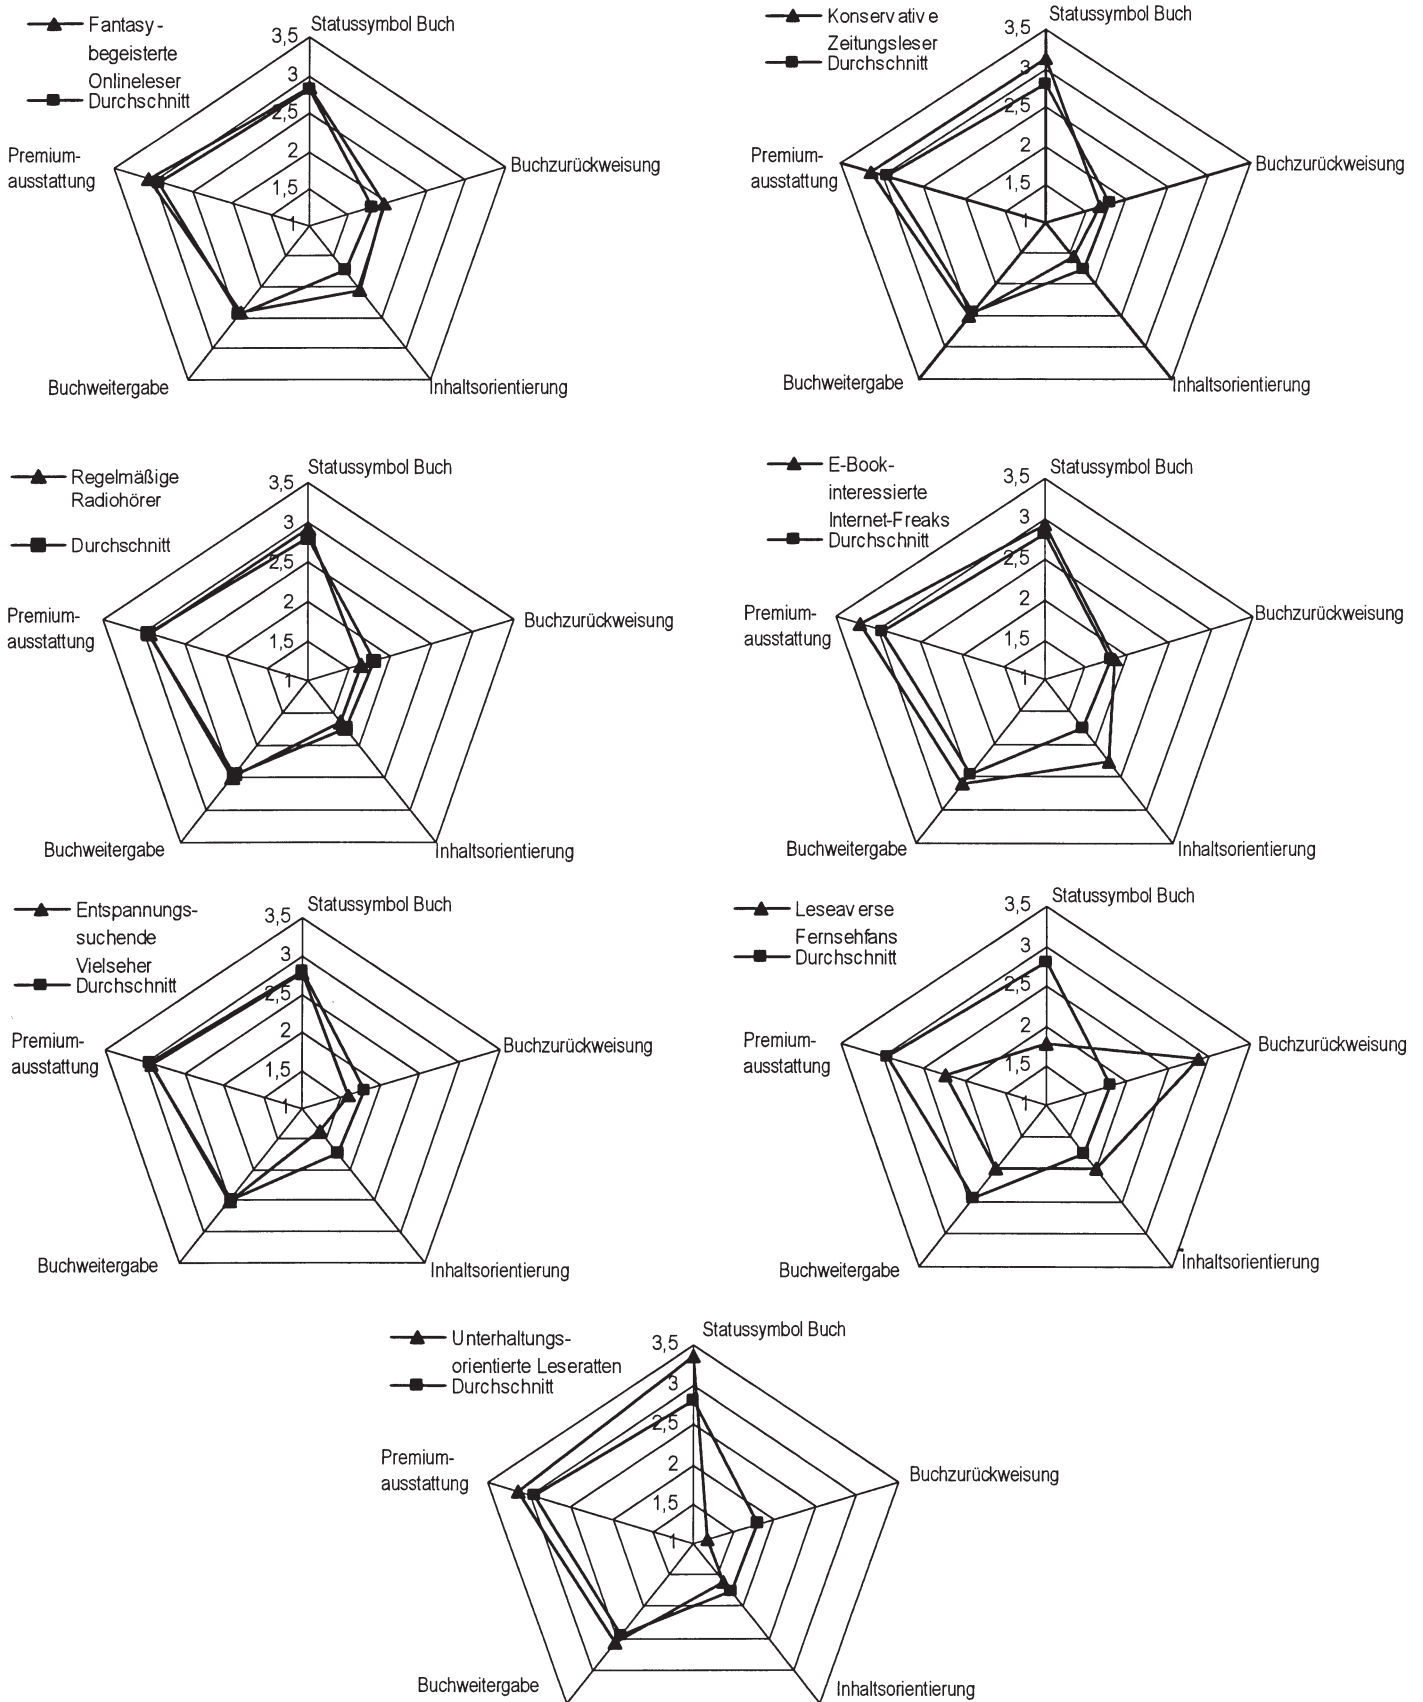 Fantasy-
begeisterte
Onlineleser
Durchschnitt
Statussymbol Buch
3,5
3
2,5
2
1,5
1
Premium-
ausstattung
Buchzurückweisung
Buchweitergabe
Inhaltsorientierung
Konservative
Zeitungsleser
Durchschnitt
Statussymbol Buch
3,5
3
2,5
2
1,5
1
Premium-
ausstattung
Buchzurückweisung
Buchweitergabe
Inhaltsorientierung
Regelmäßige
Radiohörer
Durchschnitt
Statussymbol Buch
3,5
3
2,5
2
1,5
1
Premium-
ausstattung
Buchzurückweisung
Buchweitergabe
Inhaltsorientierung
E-Book-
interessierte
Internet-Freaks
Durchschnitt
Statussymbol Buch
3,5
3
2,5
2
1,5
1
Premium-
ausstattung
Buchzurückweisung
Buchweitergabe
Inhaltsorientierung
Entspannungs-
suchende
Vielseher
Durchschnitt
Statussymbol Buch
3,5
3
2,5
2
1,5
1
Premium-
ausstattung
Buchzurückweisung
Buchweitergabe
Inhaltsorientierung
Leseaverse
Fernsehfans
Durchschnitt
Statussymbol Buch
3,5
3
2,5
2
1,5
1
Premium-
ausstattung
Buchzurückweisung
Buchweitergabe
Inhaltsorientierung
Unterhaltungs-
orientierte Leseratten
Durchschnitt
Statussymbol Buch
3,5
3
2,5
2
1,5
1
Premium-
ausstattung
Buchzurückweisung
Buchweitergabe
Inhaltsorientierung